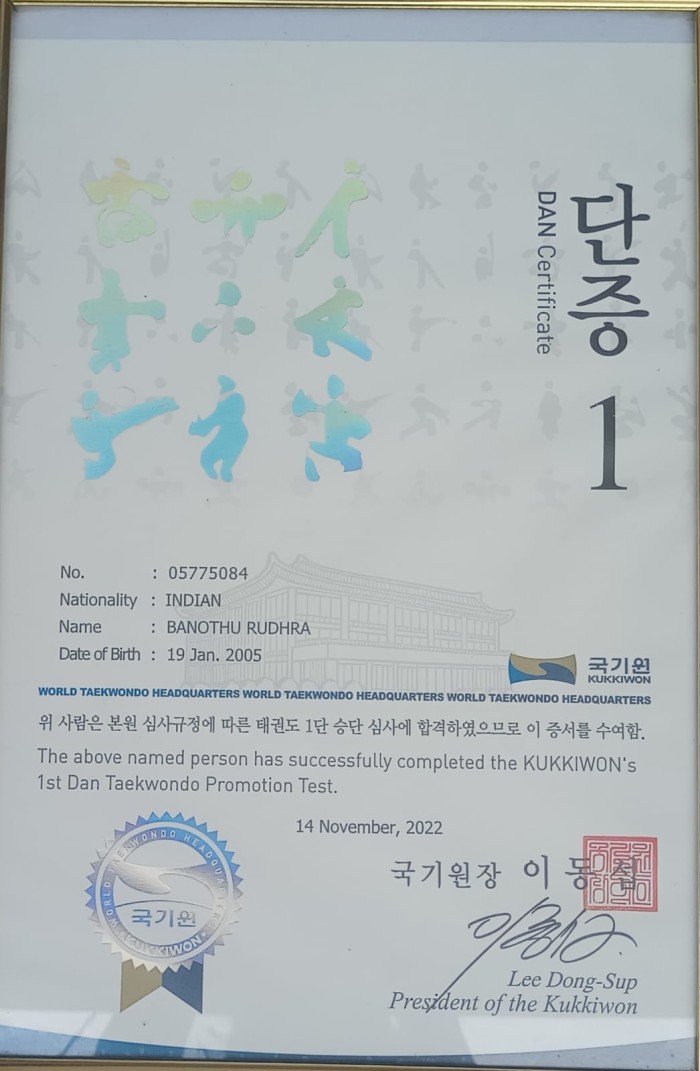 단증
DAN Certificate
1
No. : 05775084
Nationality : INDIAN
Name : BANOTHU RUDHRA
Date of Birth : 19 Jan. 2005
국기원
KUKKIWON
WORLD TAEKWONDO HEADQUARTERS WORLD TAEKWONDO HEADQUARTERS WORLD TAEKWONDO HEADQUARTERS
위 사람은 본원 심사규정에 따른 태권도 1단 승단 심사에 합격하였으므로 이 증서를 수여함.
The above named person has successfully completed the KUKKIWON's
1st Dan Taekwondo Promotion Test.
14 November, 2022
WORLD TAEKWONDO HEADQUARTERS
국기원
KUKKIWON
국기원장 이동섭
Lee Dong-Sup
President of the Kukkiwon